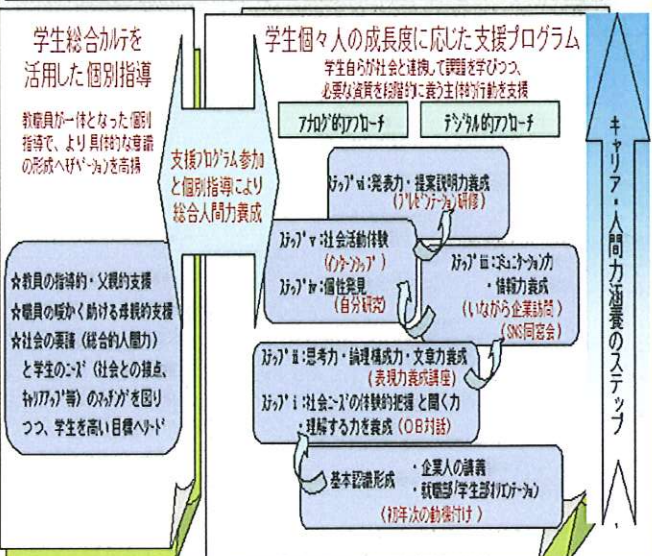 学生総合カルテを
活用した個別指導
教職員が一体となった個別
指導で、より具体的な意識
の形成へモチベーションを高揚
☆教員の指導的・父親的支援
☆職員の暖かく助ける母親的支援
☆社会の要請（総合的人間力）
と学生のニーズ（社会との接点、
キャリアアップ等）のマッチングを図り
つつ、学生を高い目標へリード
支援プログラム参加
と個別指導により
総合人間力養成
学生個々人の成長度に応じた支援プログラム
学生自らが社会と連携して課題を学びつつ、
必要な資質を段階的に養う主体的行動を支援
アナログ的アプローチ
デジタル的アプローチ
ステップⅵ:発表力・提案説明力養成
(プレゼンテーション研修)
ステップⅴ:社会活動体験
(インターンシップ)
ステップⅳ:個性発見
(自分研究)
ステップⅲ:コミュニケーション力
・情報力養成
(いながら企業訪問)
(SNS同窓会)
ステップⅱ:思考力・論理構成力・文章力養成
(表現力養成講座)
ステップⅰ:社会ニーズの体験的把握と聞く力
・理解する力を養成(OB対話)
基本認識形成
・企業人の講義
・就職部/学生部オリエンテーション
(初年次の動機付け)
キャリア・人間力涵養のステップ